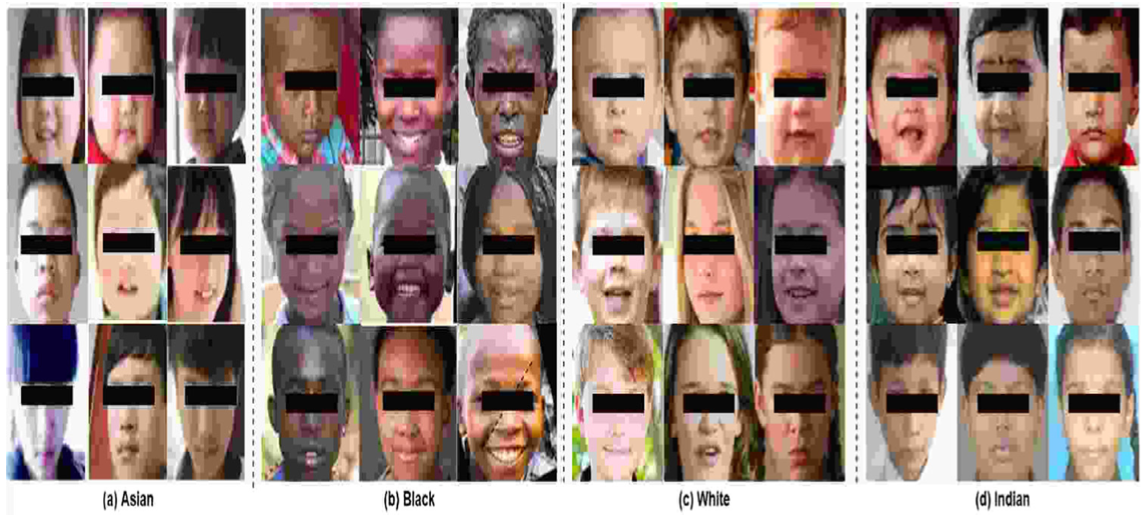 (a) Asian
(b) Black
(c) White
(d) Indian